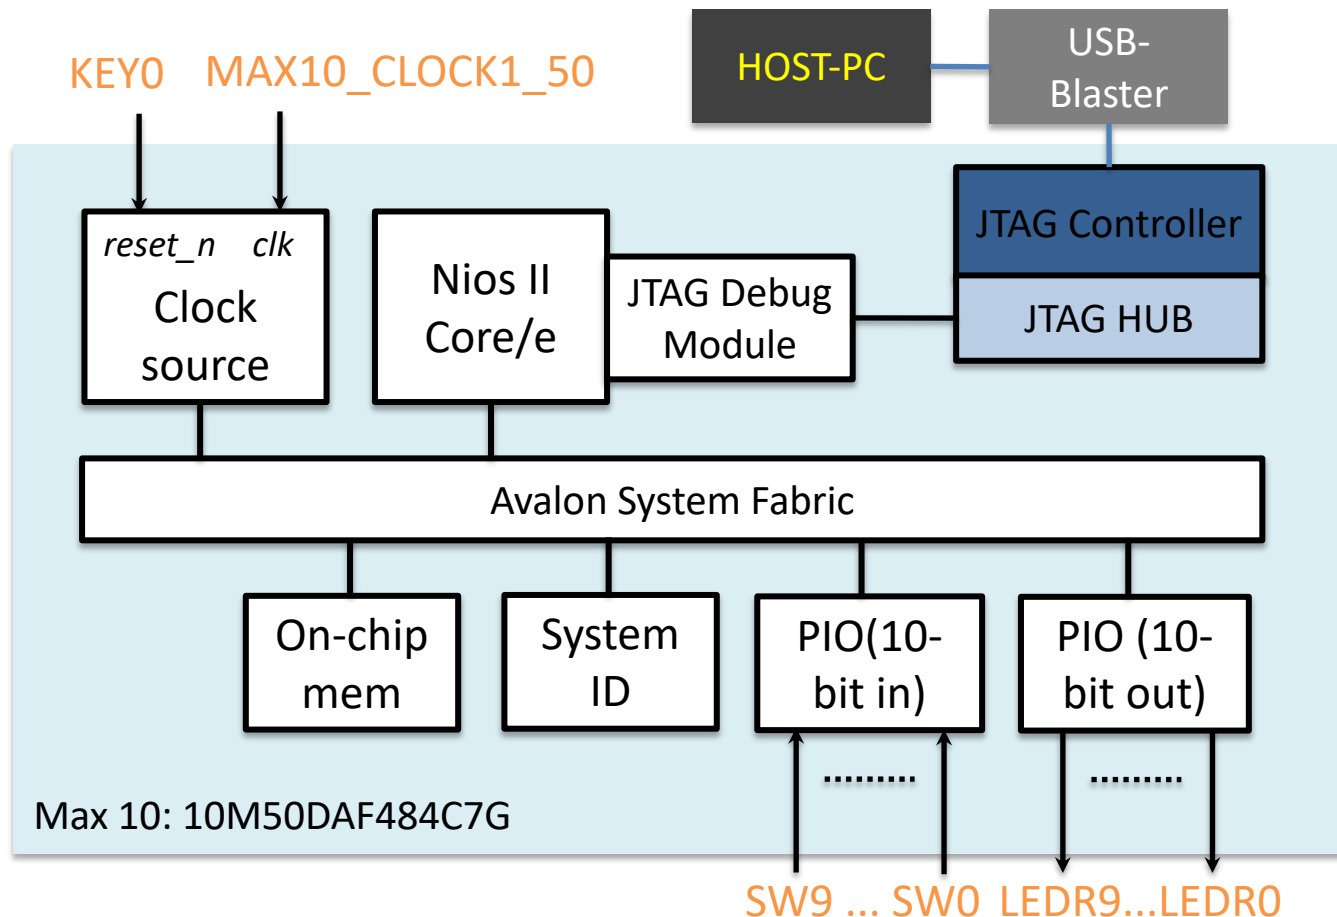 KEY0 MAX10_CLOCK1_50
HOST-PC
USB-
Blaster
reset_n clk
Clock
source
Nios II
Core/e
JTAG Debug
Module
JTAG Controller
JTAG HUB
Avalon System Fabric
On-chip
mem
System
ID
PIO(10-
bit in)
PIO (10-
bit out)
Max 10: 10M50DAF484C7G
SW9 ... SW0 LEDR9...LEDR0